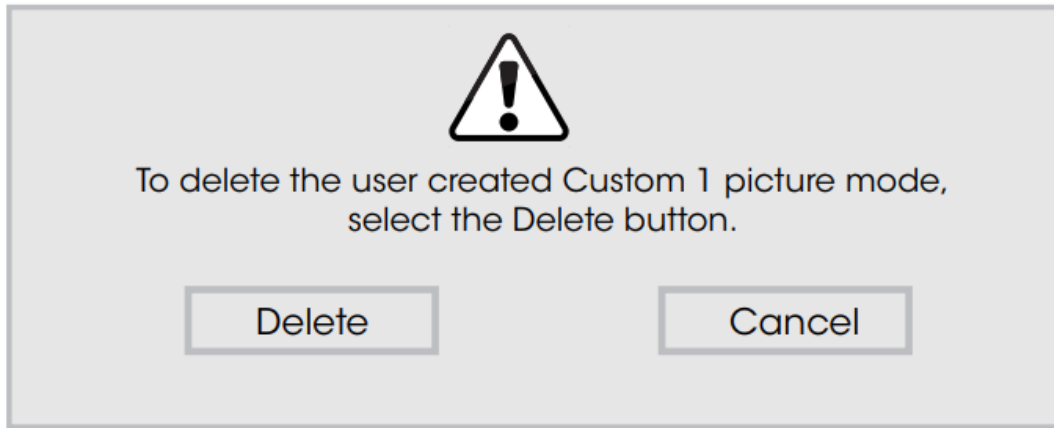 To delete the user created Custom 1 picture mode,
select the Delete button.
Delete
Cancel